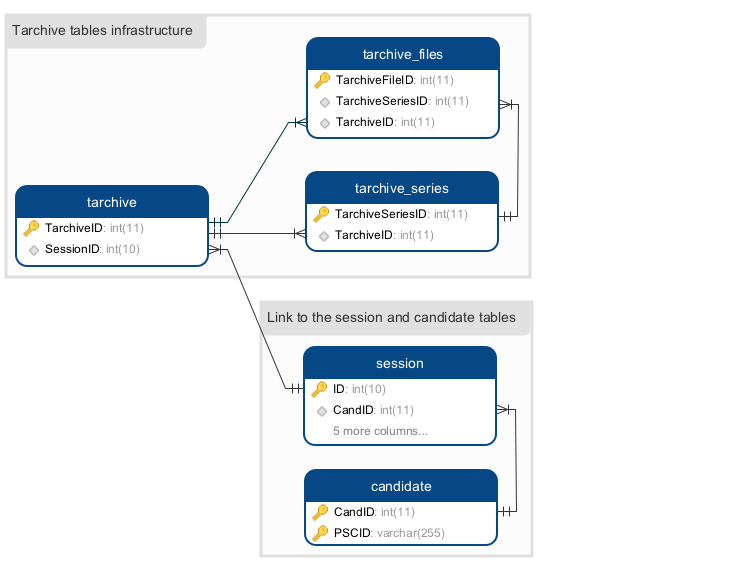 Tarchive tables infrastructure
tarchive_files
TarchiveFileID: int(11)
TarchiveSeriesID: int(11)
TarchiveID: int(11)
tarchive_series
TarchiveSeriesID: int(11)
TarchiveID: int(11)
tarchive
TarchiveID: int(11)
SessionID: int(10)
Link to the session and candidate tables
session
ID: int(10)
CandID: int(11)
5 more columns...
candidate
CandID: int(11)
PSCID: varchar(255)